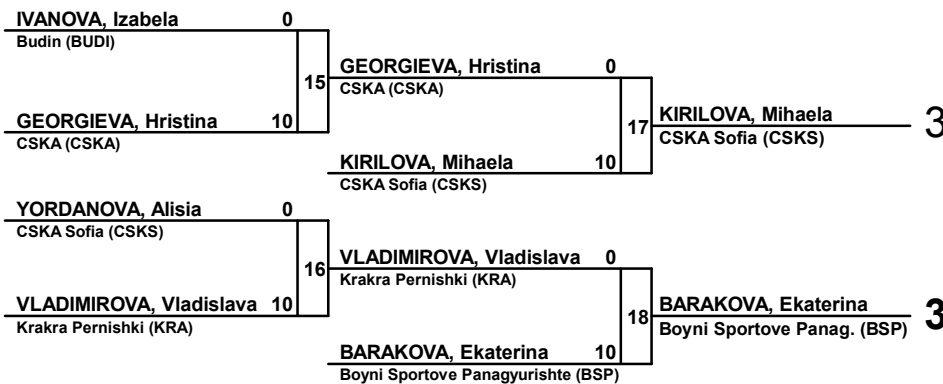 IVANOVA, Izabela 0
Budin (BUDI)
15
GEORGIEVA, Hristina 10
CSKA (CSKA)
GEORGIEVA, Hristina 0
CSKA (CSKA)
17
KIRILOVA, Mihaela 10
CSKA Sofia (CSKS)
KIRILOVA, Mihaela 3
CSKA Sofia (CSKS)
YORDANOVA, Alisia 0
CSKA Sofia (CSKS)
16
VLADIMIROVA, Vladislava 10
Krakra Pernishki (KRA)
VLADIMIROVA, Vladislava 0
Krakra Pernishki (KRA)
18
BARAKOVA, Ekaterina 10
Boyni Sportove Panagyurishte (BSP)
BARAKOVA, Ekaterina 3
Boyni Sportove Panag. (BSP)